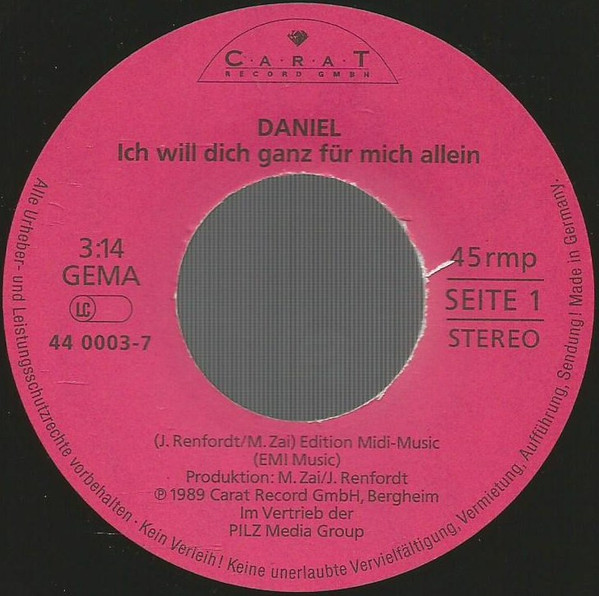 C·A·R·A·T
RECORD GMBH
DANIEL
Ich will dich ganz für mich allein
3:14
GEMA
LC
44 0003-7
45rmp
SEITE 1
STEREO
(J. Renfordt/M. Zai) Edition Midi-Music
(EM! Music)
Produktion: M. Zai/J. Renfordt
℗ 1989 Carat Record GmbH, Bergheim
Im Vertrieb der
PILZ Media Group
Alle Urheber- und Leistungsschutzrechte vorbehalten · Kein Verleih! Keine unerlaubte Vervielfältigung, Vermietung, Aufführung, Sendung! Made in Germany.